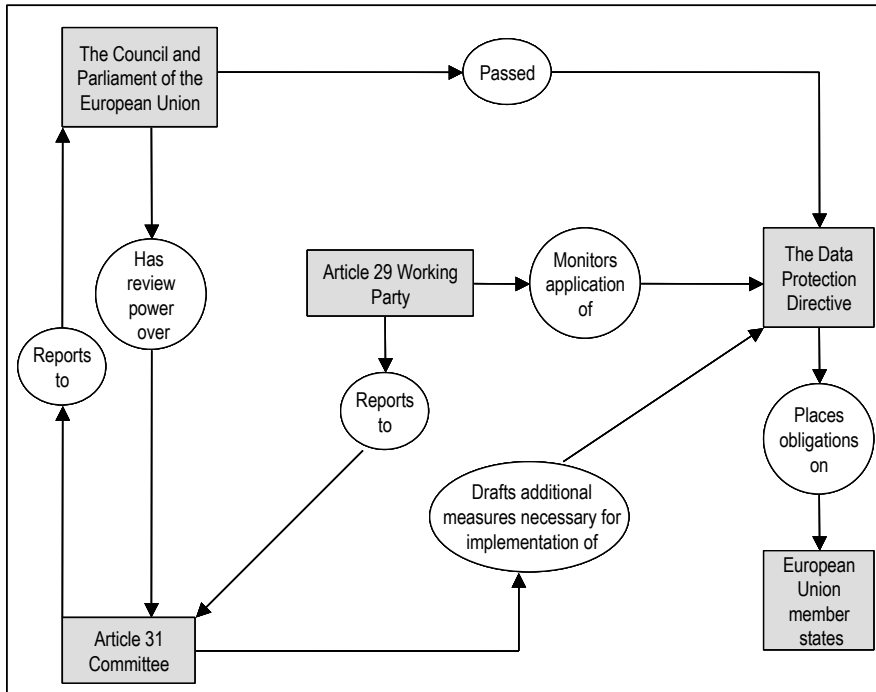 The Council and
Parliament of the
European Union
Passed
Has
review
power
over
Article 29 Working
Party
Monitors
application
of
The Data
Protection
Directive
Reports
to
Reports
to
Places
obligations
on
Drafts additional
measures necessary for
implementation of
European
Union
member
states
Article 31
Committee